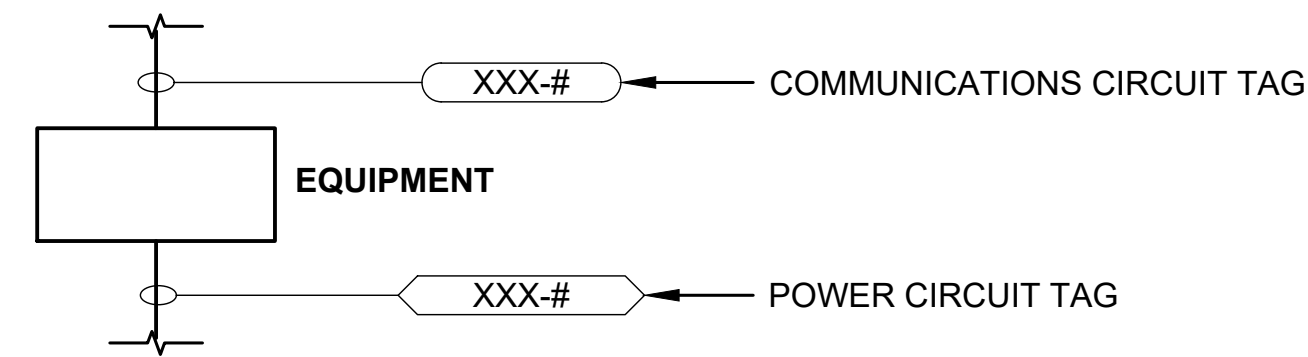 XXX-# COMMUNICATIONS CIRCUIT TAG
EQUIPMENT
XXX-# POWER CIRCUIT TAG